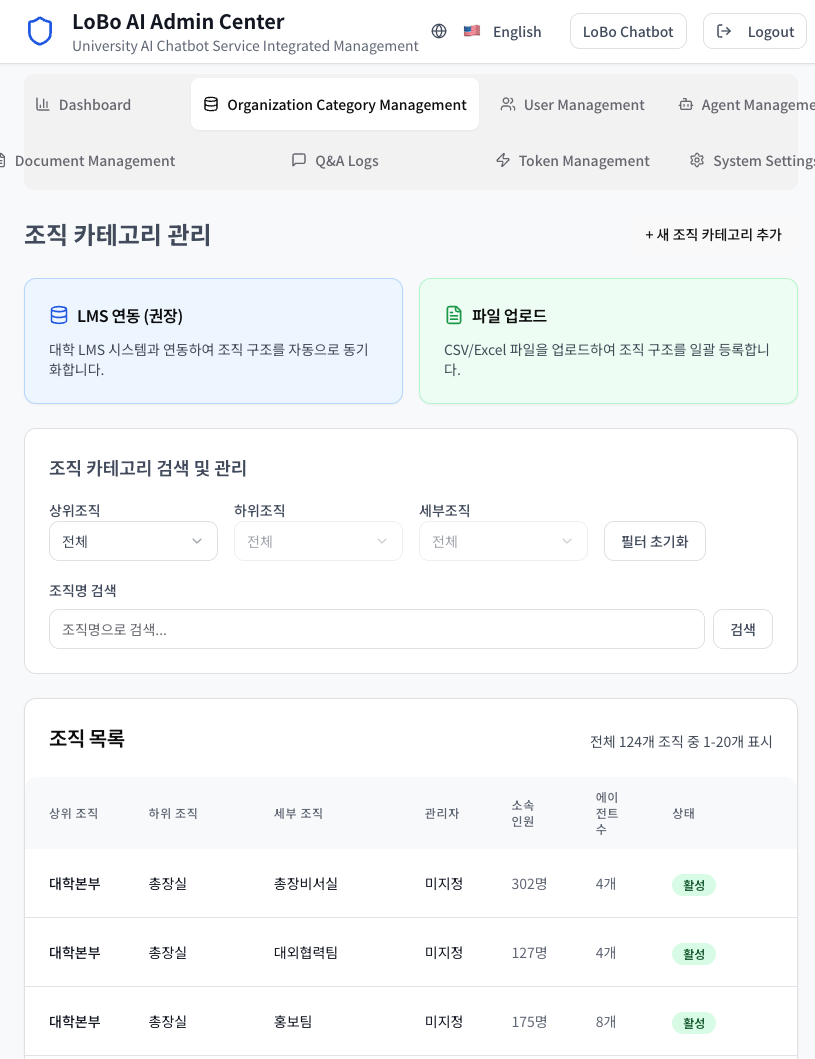 LoBo AI Admin Center
University AI Chatbot Service Integrated Management
English
LoBo Chatbot
Logout
Dashboard
Organization Category Management
User Management
Agent Manageme
Document Management
Q&A Logs
Token Management
System Settings
조직 카테고리 관리
+ 새 조직 카테고리 추가
LMS 연동 (권장)
대학 LMS 시스템과 연동하여 조직 구조를 자동으로 동기
화합니다.
파일 업로드
CSV/Excel 파일을 업로드하여 조직 구조를 일괄 등록합니
다.
조직 카테고리 검색 및 관리
상위조직
하위조직
세부조직
전체
전체
전체
필터 초기화
조직명 검색
조직명으로 검색...
검색
조직 목록
전체 124개 조직 중 1-20개 표시
상위 조직
하위 조직
세부 조직
관리자
소속
인원
에이
전트
수
상태
대학본부 총장실 총장비서실 미지정 302명 4개 활성
대학본부 총장실 대외협력팀 미지정 127명 4개 활성
대학본부 총장실 홍보팀 미지정 175명 8개 활성